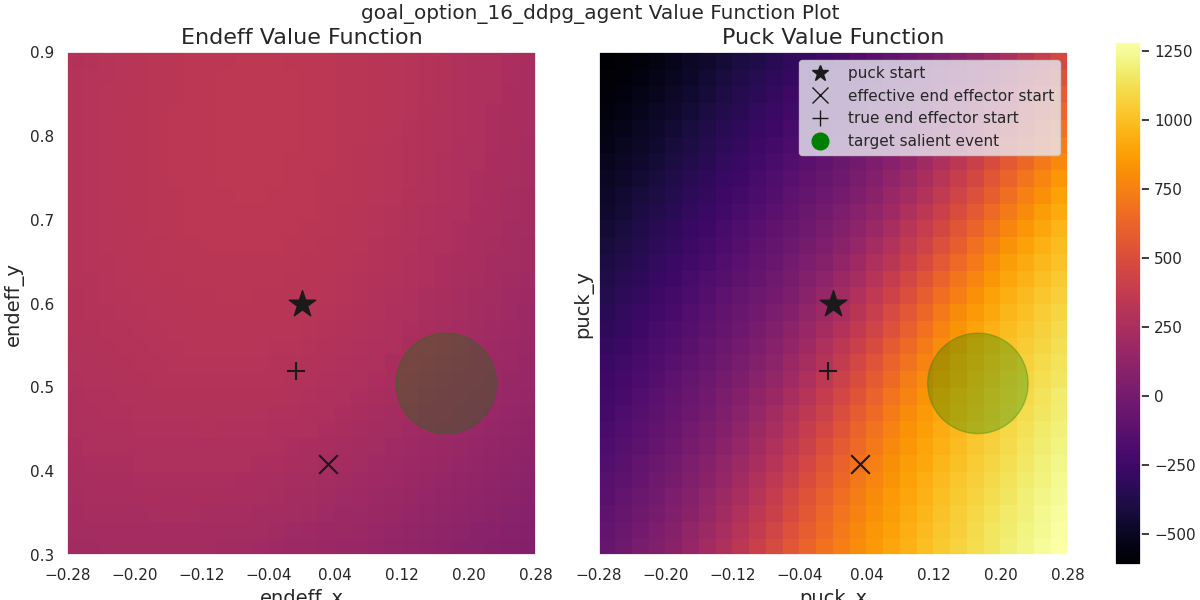 goal_option_16_ddpg_agent Value Function Plot
Endeff Value Function
Puck Value Function
puck start
effective end effector start
true end effector start
target salient event
endeff_y
0.9
0.8
0.7
0.6
0.5
0.4
0.3
−0.28 −0.20 −0.12 −0.04 0.04 0.12 0.20 0.28
endeff_x
puck_y
−0.28 −0.20 −0.12 −0.04 0.04 0.12 0.20 0.28
puck_x
1250
1000
750
500
250
0
−250
−500